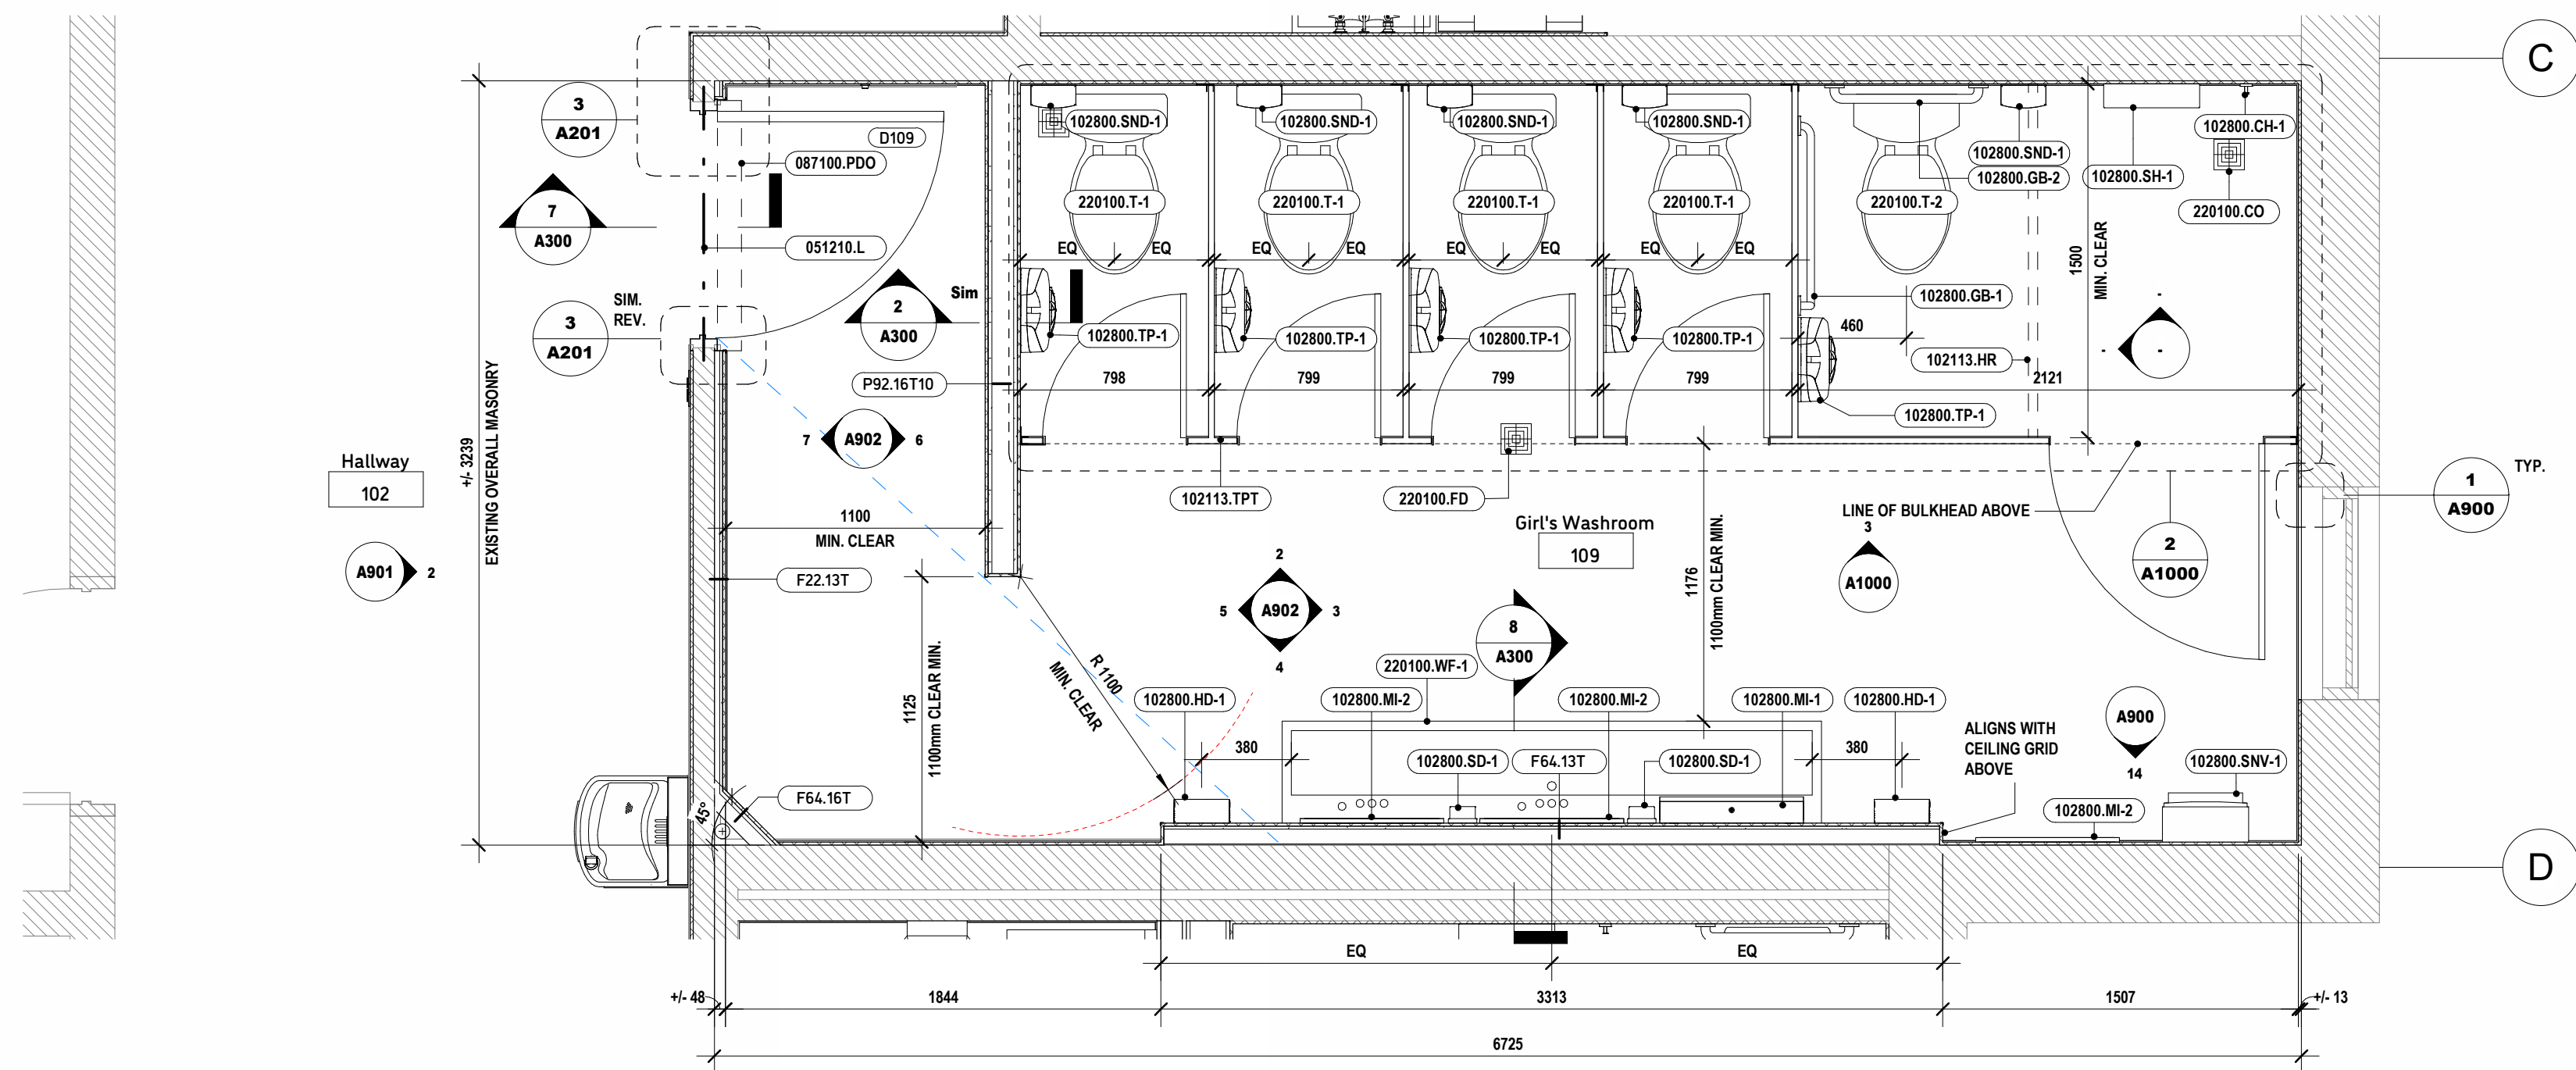 C
3
A201
D109
087100.PDO
7
A300
051210.L
SIM.
REV.
3
A201
2
A300
Sim
P92.16T10
7
A902
6
+/- 3239
EXISTING OVERALL MASONRY
Hallway
102
A901
2
1100
MIN. CLEAR
F22.13T
1125
1100mm CLEAR MIN.
R 1100
MIN. CLEAR
F64.16T
45°
102800.SND-1
102800.SND-1
102800.SND-1
102800.SND-1
102800.SND-1
102800.GB-2
102800.SH-1
102800.CH-1
220100.CO
220100.T-1
220100.T-1
220100.T-1
220100.T-1
220100.T-2
EQ
EQ
EQ
EQ
EQ
EQ
EQ
EQ
1500
MIN. CLEAR
102800.GB-1
460
102800.TP-1
102800.TP-1
102800.TP-1
102800.TP-1
102113.HR
-
-
-
798
799
799
799
2121
102800.TP-1
102113.TPT
220100.FD
LINE OF BULKHEAD ABOVE
1
A900
TYP.
Girl's Washroom
109
1176
1100mm CLEAR MIN.
3
A1000
2
A1000
2
5
A902
3
4
8
A300
220100.WF-1
102800.HD-1
102800.MI-2
102800.MI-2
102800.MI-1
102800.HD-1
380
102800.SD-1
F64.13T
102800.SD-1
380
ALIGNS WITH
CEILING GRID
ABOVE
A900
14
102800.SNV-1
102800.MI-2
D
EQ
EQ
+/- 48
1844
3313
1507
+/- 13
6725